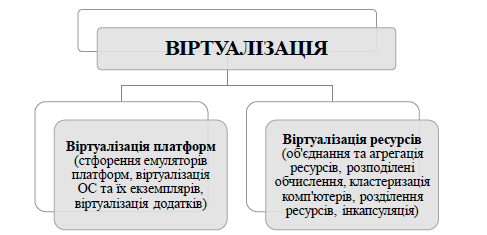 ВІРТУАЛІЗАЦІЯ
Віртуалізація платформ
(стфорення емуляторів
платформ, віртуалізація
ОС та їх екземплярів,
віртуалізація додатків)
Віртуалізація ресурсів
(об'єднання та агрегація
ресурсів, розподілені
обчислення, кластеризація
комп'ютерів, розділення
ресурсів, інкапсуляція)